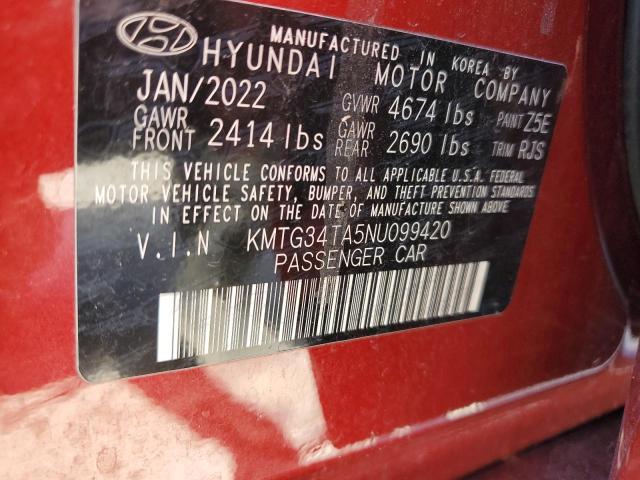 MANUFACTURED IN KOREA BY
HYUNDAI MOTOR COMPANY
JAN/2022 GVWR 4674 lbs PAINT Z5E
GAWR FRONT 2414 lbs GAWR REAR 2690 lbs TRIM RJS
THIS VEHICLE CONFORMS TO ALL APPLICABLE U.S.A. FEDERAL
MOTOR VEHICLE SAFETY, BUMPER, AND THEFT PREVENTION STANDARDS
IN EFFECT ON THE DATE OF MANUFACTURE SHOWN ABOVE
V.I.N KMTG34TA5NU099420
PASSENGER CAR